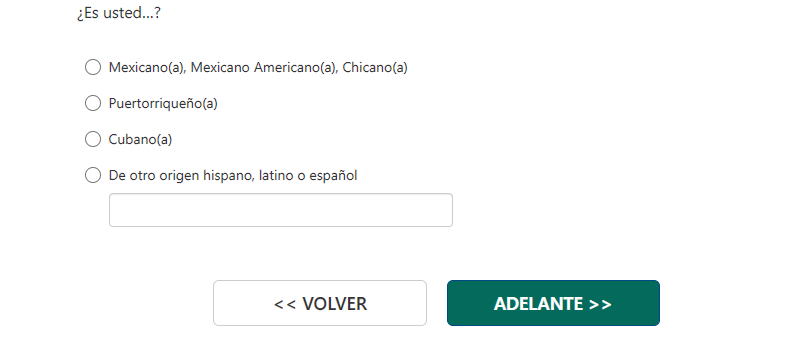 ¿Es usted...?
Mexicano(a), Mexicano Americano(a), Chicano(a)
Puertorriqueño(a)
Cubano(a)
De otro origen hispano, latino o español
<< VOLVER
ADELANTE >>